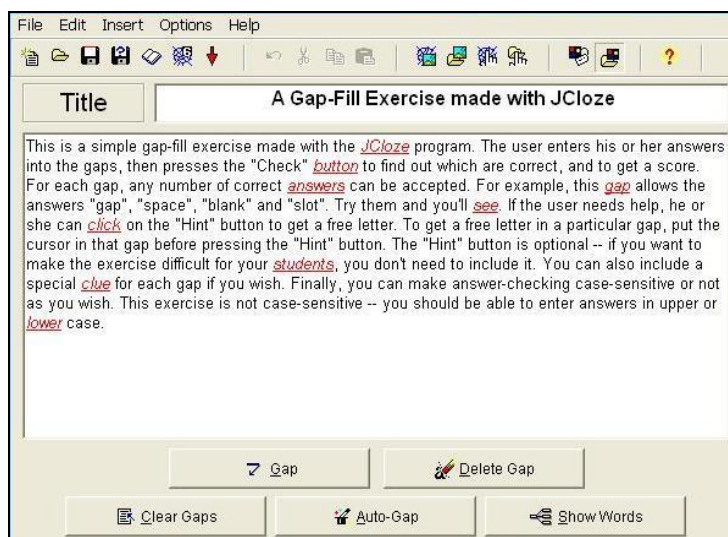 File Edit Insert Options Help
Title
A Gap-Fill Exercise made with JCloze
This is a simple gap-fill exercise made with the JCloze program. The user enters his or her answers
into the gaps, then presses the "Check" button to find out which are correct, and to get a score.
For each gap, any number of correct answers can be accepted. For example, this gap allows the
answers "gap", "space", "blank" and "slot". Try them and you'll see. If the user needs help, he or
she can click on the "Hint" button to get a free letter. To get a free letter in a particular gap, put the
cursor in that gap before pressing the "Hint" button. The "Hint" button is optional -- if you want to
make the exercise difficult for your students, you don't need to include it. You can also include a
special clue for each gap if you wish. Finally, you can make answer-checking case-sensitive or not
as you wish. This exercise is not case-sensitive -- you should be able to enter answers in upper or
lower case.
Gap Delete Gap
Clear Gaps Auto-Gap Show Words